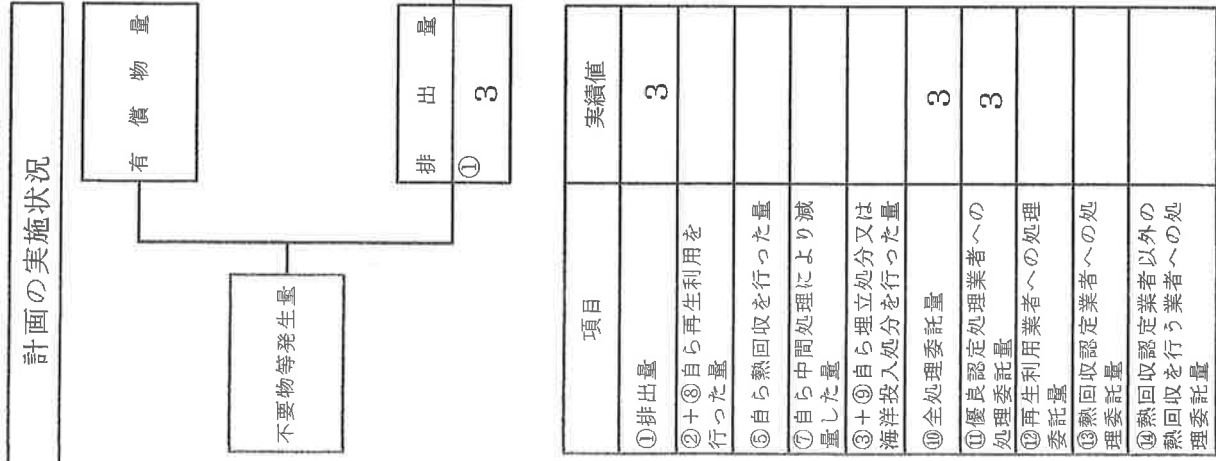 計画の実施状況
有償物量
不要物等発生量
排出量
①
3
項目
実績値
①排出量
3
②+⑧自ら再生利用を
行った量
⑤自ら熱回収を行った量
⑦自ら中間処理により減
量した量
③+⑨自ら埋立処分又は
海洋投入処分を行った量
⑩全処理委託量
3
⑪優良認定処理業者への
処理委託量
3
⑫再生利用業者への処理
委託量
⑬熱回収認定業者への処
理委託量
⑭熱回収認定業者以外の
熱回収を行う業者への処
理委託量